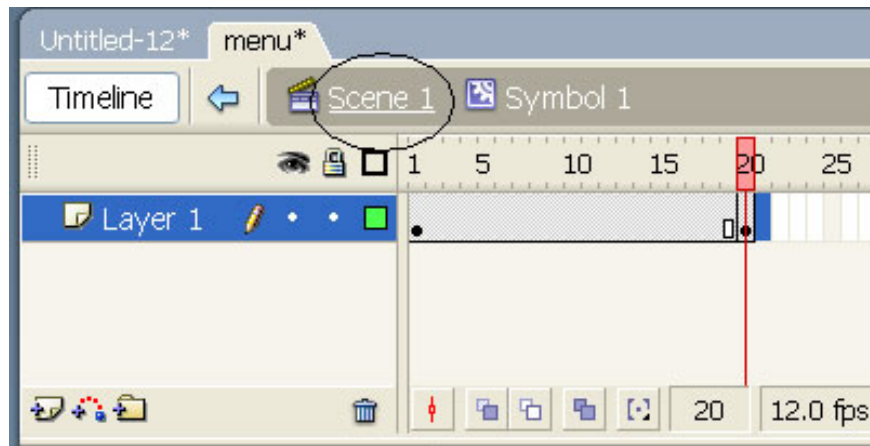 Untitled-12* menu*
Timeline Scene 1 Symbol 1
1 5 10 15 20 25
Layer 1
20 12.0 fps